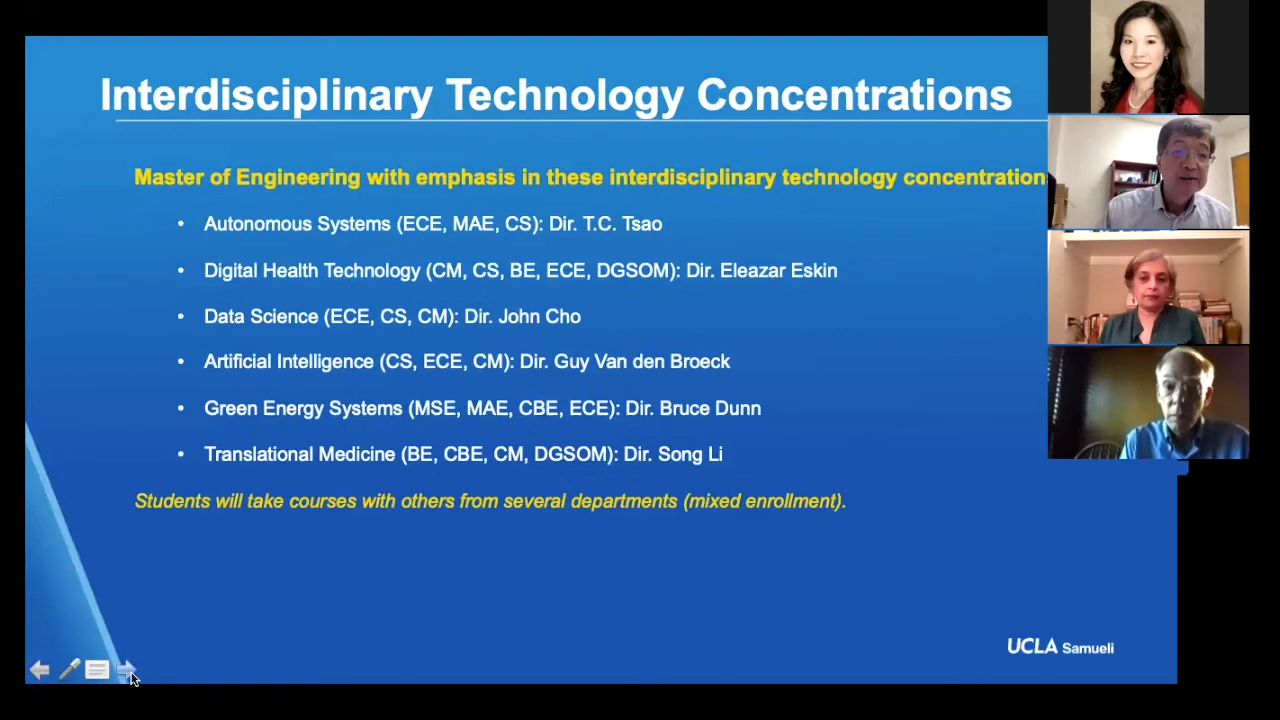 Interdisciplinary Technology Concentrations
Master of Engineering with emphasis in these interdisciplinary technology concentration
• Autonomous Systems (ECE, MAE, CS): Dir. T.C. Tsao
• Digital Health Technology (CM, CS, BE, ECE, DGSOM): Dir. Eleazar Eskin
• Data Science (ECE, CS, CM): Dir. John Cho
• Artificial Intelligence (CS, ECE, CM): Dir. Guy Van den Broeck
• Green Energy Systems (MSE, MAE, CBE, ECE): Dir. Bruce Dunn
• Translational Medicine (BE, CBE, CM, DGSOM): Dir. Song Li
Students will take courses with others from several departments (mixed enrollment).
UCLA Samueli